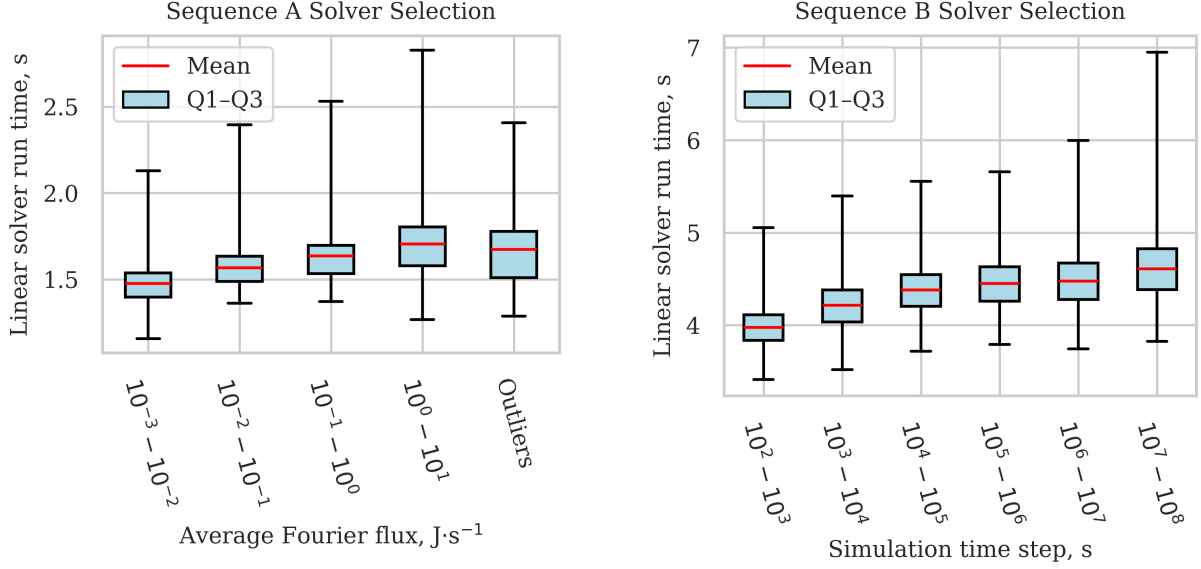 Sequence A Solver Selection
Linear solver run time, s
2.5
2.0
1.5
Mean
Q1–Q3
10⁻³ − 10⁻²
10⁻² − 10⁻¹
10⁻¹ − 10⁰
10⁰ − 10¹
Outliers
Average Fourier flux, J·s⁻¹
Sequence B Solver Selection
Linear solver run time, s
7
6
5
4
Mean
Q1–Q3
10² − 10³
10³ − 10⁴
10⁴ − 10⁵
10⁵ − 10⁶
10⁶ − 10⁷
10⁷ − 10⁸
Simulation time step, s